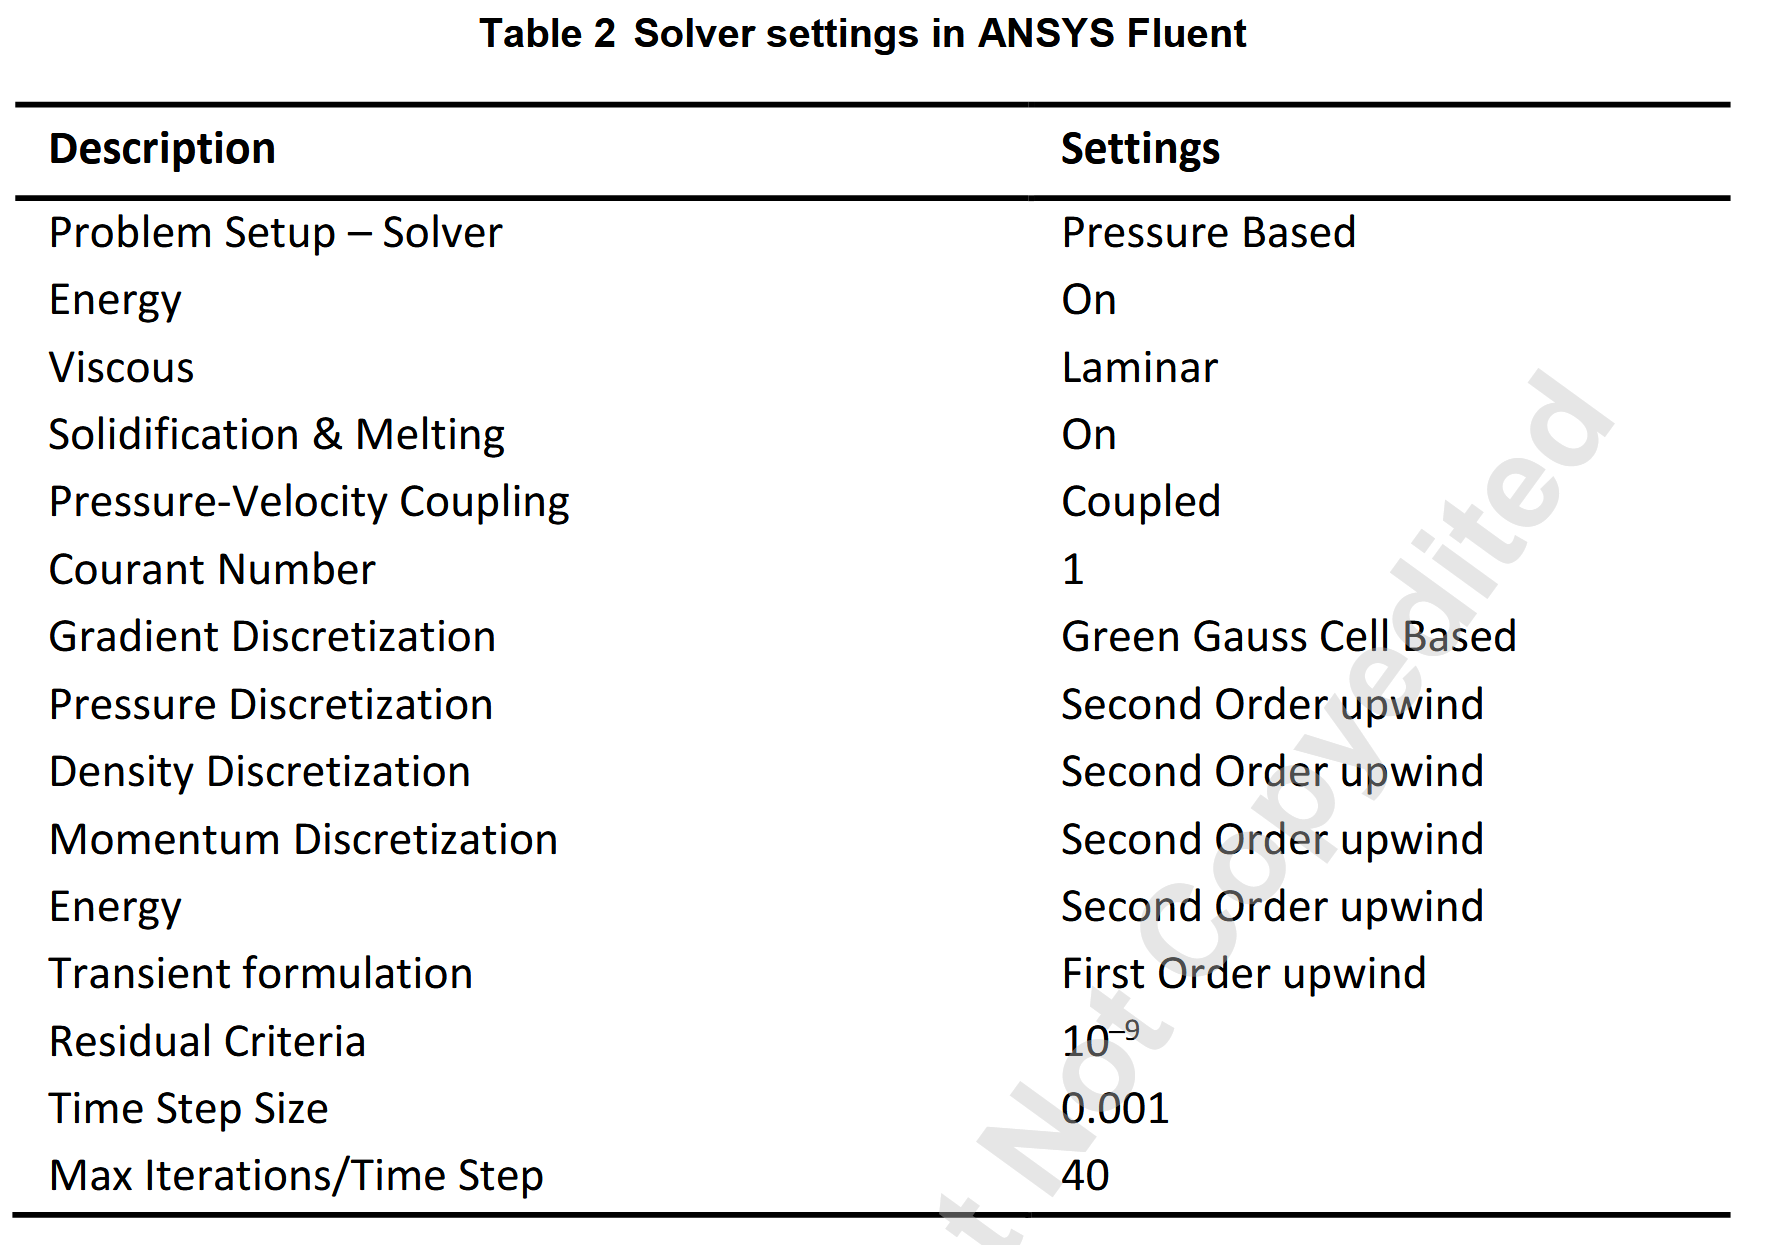 Table 2 Solver settings in ANSYS Fluent
Description Settings
Problem Setup – Solver Pressure Based
Energy On
Viscous Laminar
Solidification & Melting On
Pressure-Velocity Coupling Coupled
Courant Number 1
Gradient Discretization Green Gauss Cell Based
Pressure Discretization Second Order upwind
Density Discretization Second Order upwind
Momentum Discretization Second Order upwind
Energy Second Order upwind
Transient formulation First Order upwind
Residual Criteria 10⁻⁹
Time Step Size 0.001
Max Iterations/Time Step 40
t Not Copyedited